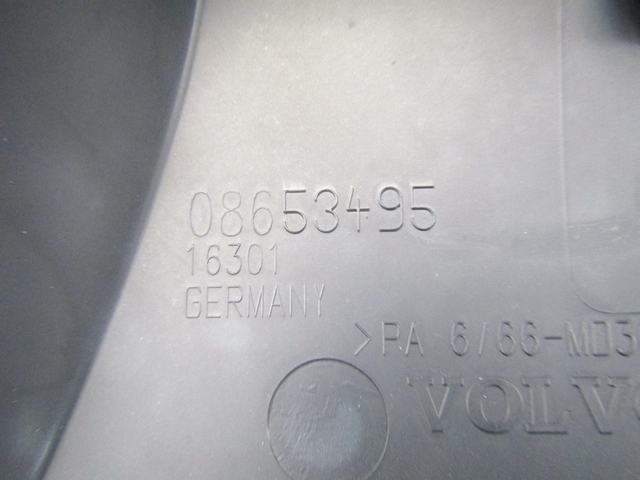 08653495
16301
GERMANY
>PA 6/66-MD3
VOLV